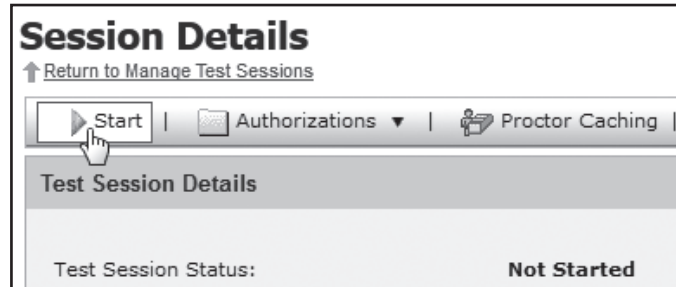 Session Details
Return to Manage Test Sessions
Start | Authorizations ▼ | Proctor Caching |
Test Session Details
Test Session Status: Not Started